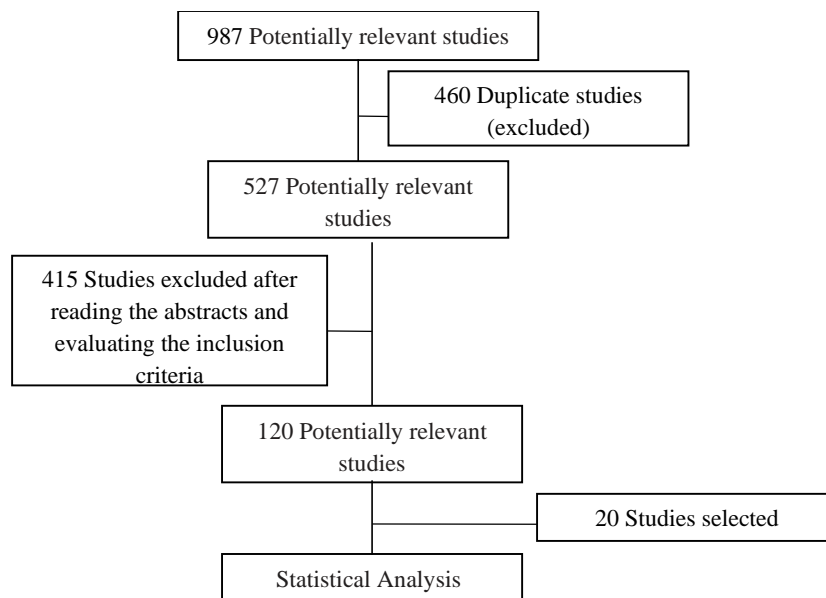 987 Potentially relevant studies
460 Duplicate studies
(excluded)
527 Potentially relevant
studies
415 Studies excluded after
reading the abstracts and
evaluating the inclusion
criteria
120 Potentially relevant
studies
20 Studies selected
Statistical Analysis